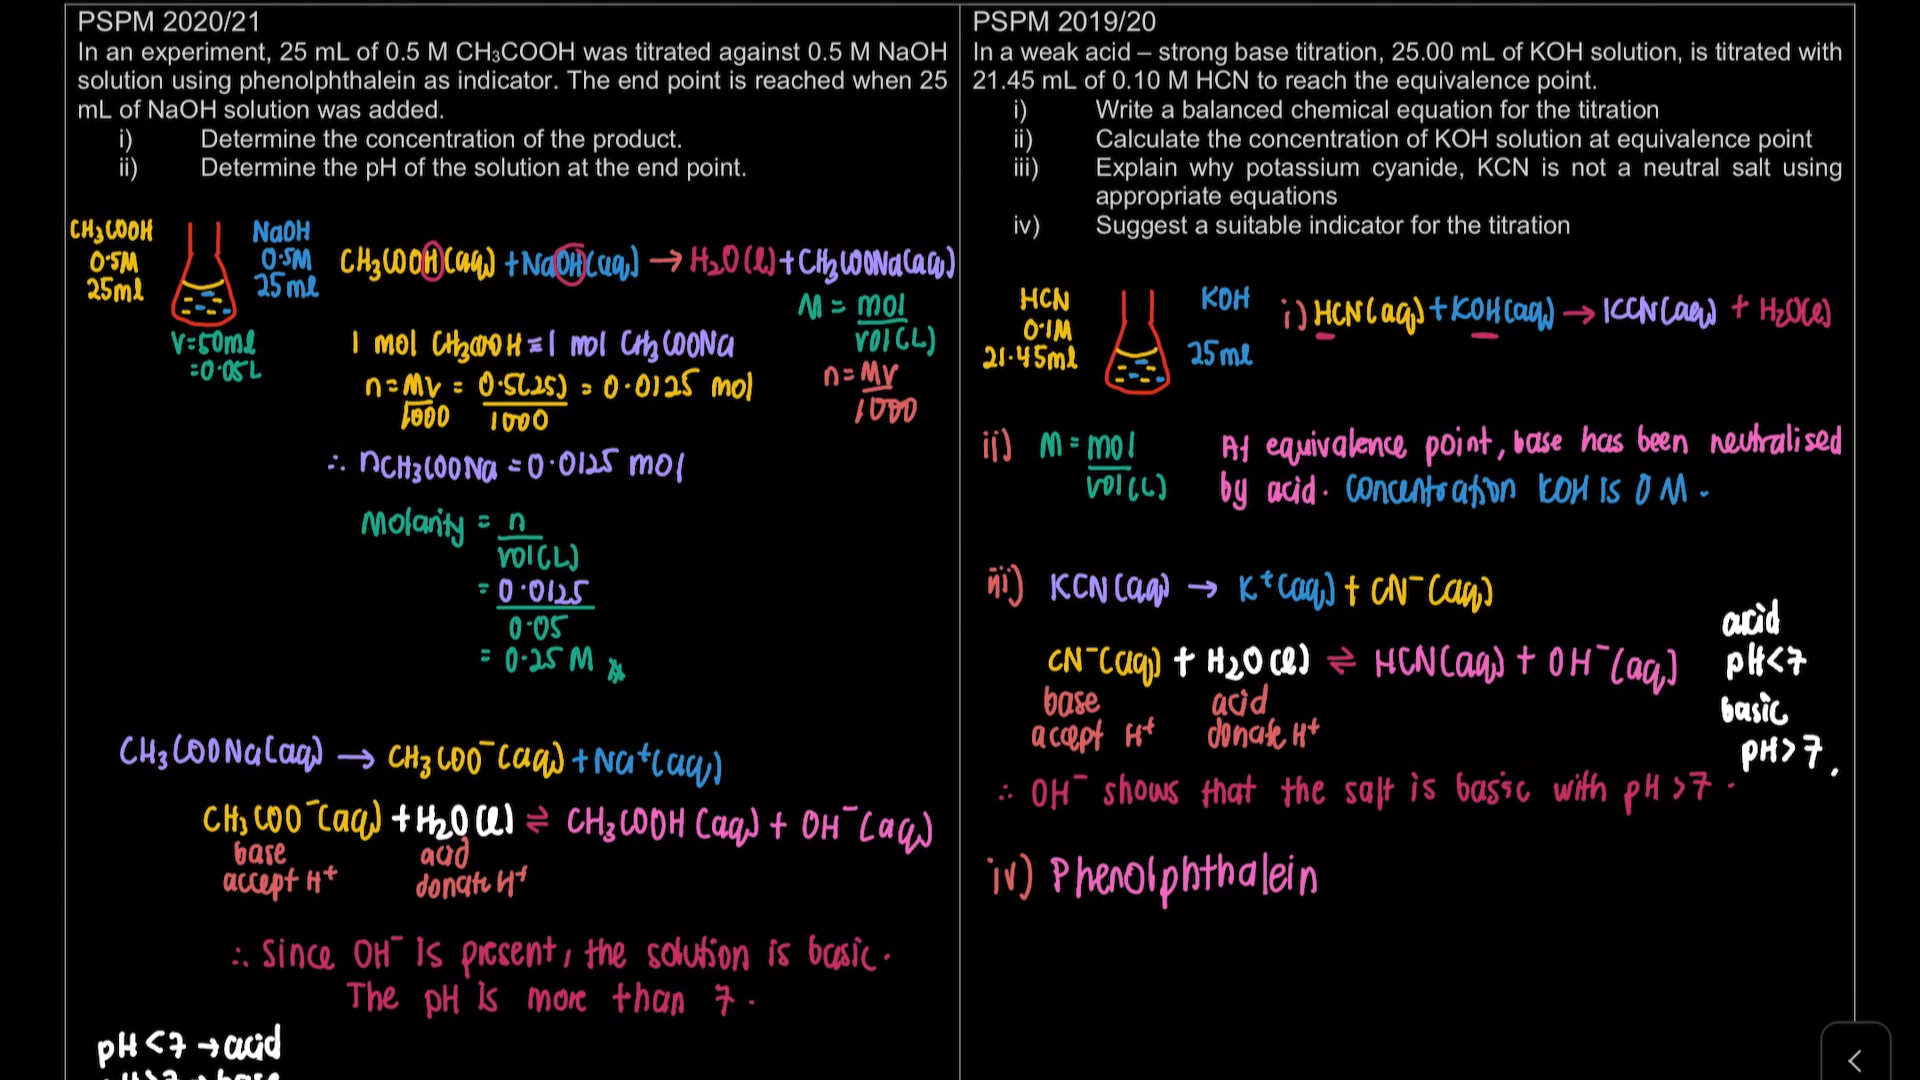 PSPM 2020/21
In an experiment, 25 mL of 0.5 M CH₃COOH was titrated against 0.5 M NaOH
solution using phenolphthalein as indicator. The end point is reached when 25
mL of NaOH solution was added.
i) Determine the concentration of the product.
ii) Determine the pH of the solution at the end point.
CH₃COOH
0.5M
25ml
NaOH
0.5M
25ml
V=50ml
=0.05L
CH₃COOH(aq) + NaOH(aq) → H₂O(l) + CH₃COONa(aq)
M = mol
vol(L)
n = MV
1000
1 mol CH₃COOH ≡ 1 mol CH₃COONa
n = MV = 0.5(25) = 0.0125 mol
1000 1000
∴ nCH₃COONa = 0.0125 mol
Molarity = n
vol(L)
= 0.0125
0.05
= 0.25 M
CH₃COONa(aq) → CH₃COO⁻(aq) + Na⁺(aq)
CH₃COO⁻(aq) + H₂O(l) ⇌ CH₃COOH(aq) + OH⁻(aq)
base acid
accept H⁺ donate H⁺
∴ Since OH⁻ is present, the solution is basic.
The pH is more than 7.
pH<7 → acid
PSPM 2019/20
In a weak acid – strong base titration, 25.00 mL of KOH solution, is titrated with
21.45 mL of 0.10 M HCN to reach the equivalence point.
i) Write a balanced chemical equation for the titration
ii) Calculate the concentration of KOH solution at equivalence point
iii) Explain why potassium cyanide, KCN is not a neutral salt using
appropriate equations
iv) Suggest a suitable indicator for the titration
HCN
0.1M
21.45ml
KOH
25ml
i) HCN(aq) + KOH(aq) → KCN(aq) + H₂O(l)
ii) M = mol
vol(L)
At equivalence point, base has been neutralised
by acid. Concentration KOH is 0 M.
iii) KCN(aq) → K⁺(aq) + CN⁻(aq)
CN⁻(aq) + H₂O(l) ⇌ HCN(aq) + OH⁻(aq)
base acid
accept H⁺ donate H⁺
acid
pH<7
basic
pH>7,
∴ OH⁻ shows that the salt is basic with pH>7.
iv) Phenolphthalein